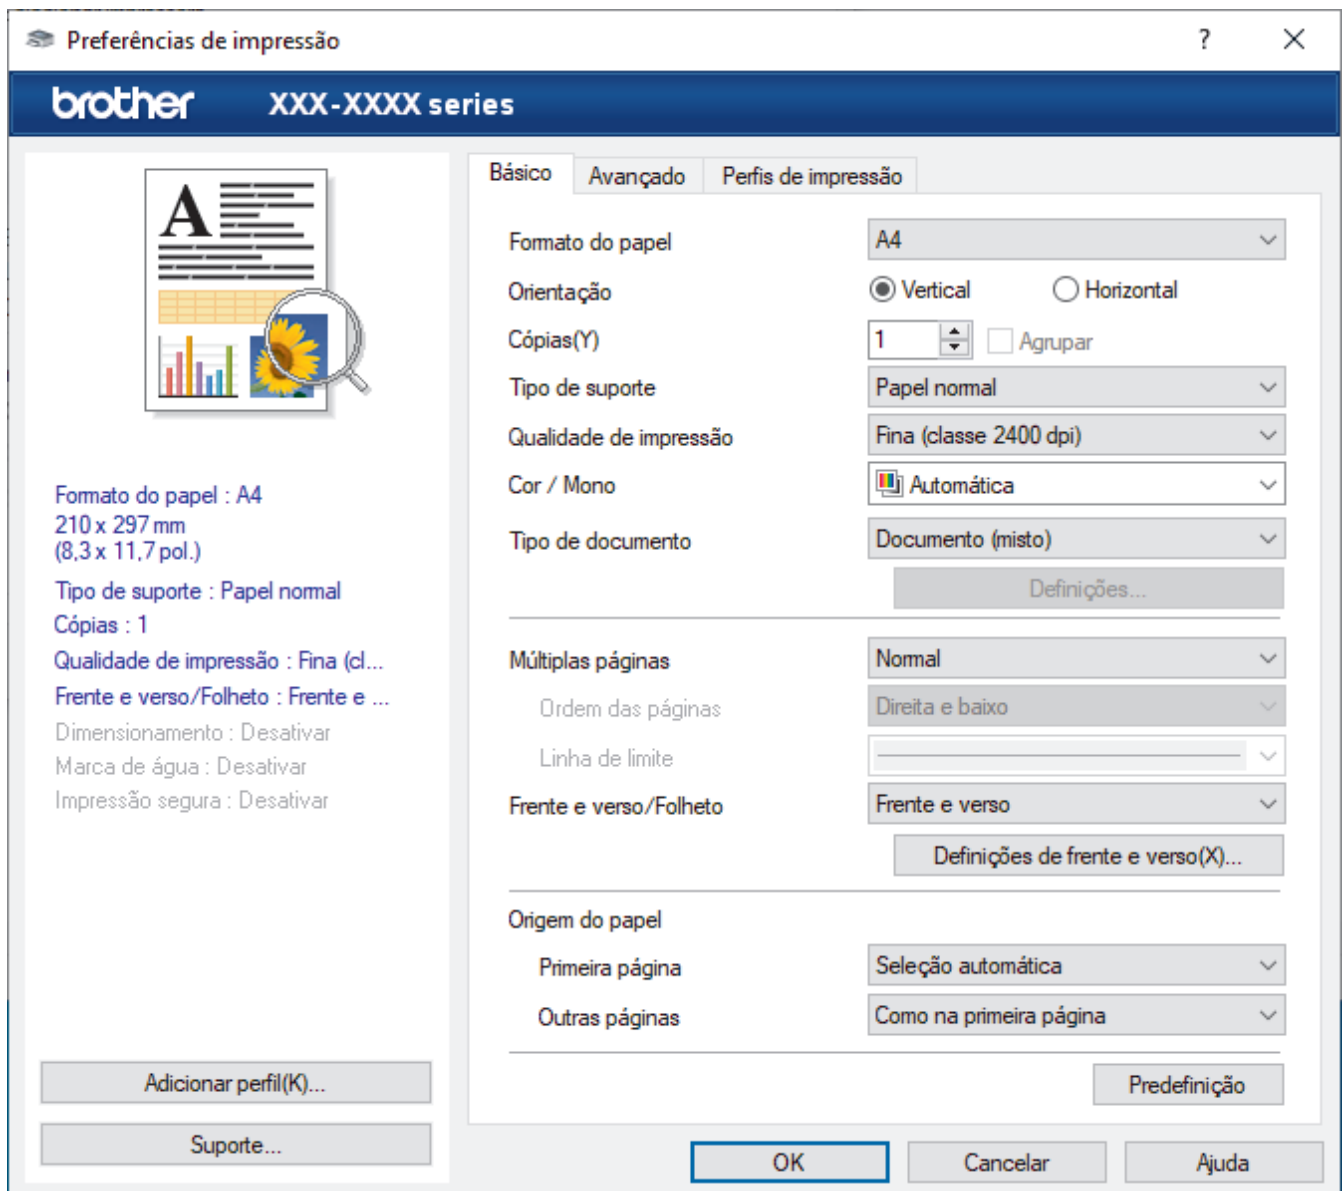 Preferências de impressão
?
brother
XXX-XXXX series
A
Formato do papel : A4
210 x 297 mm
(8,3 x 11,7 pol.)
Tipo de suporte : Papel normal
Cópias : 1
Qualidade de impressão : Fina (cl...
Frente e verso/Folheto : Frente e ...
Dimensionamento : Desativar
Marca de água : Desativar
Impressão segura : Desativar
Adicionar perfil(K)...
Suporte...
Básico Avançado Perfis de impressão
Formato do papel A4
Orientação Vertical Horizontal
Cópias(Y) 1 Agrupar
Tipo de suporte Papel normal
Qualidade de impressão Fina (classe 2400 dpi)
Cor / Mono Automática
Tipo de documento Documento (misto)
Definições...
Múltiplas páginas Normal
Ordem das páginas Direita e baixo
Linha de limite
Frente e verso/Folheto Frente e verso
Definições de frente e verso(X)...
Origem do papel
Primeira página Seleção automática
Outras páginas Como na primeira página
Predefinição
OK Cancelar Ajuda